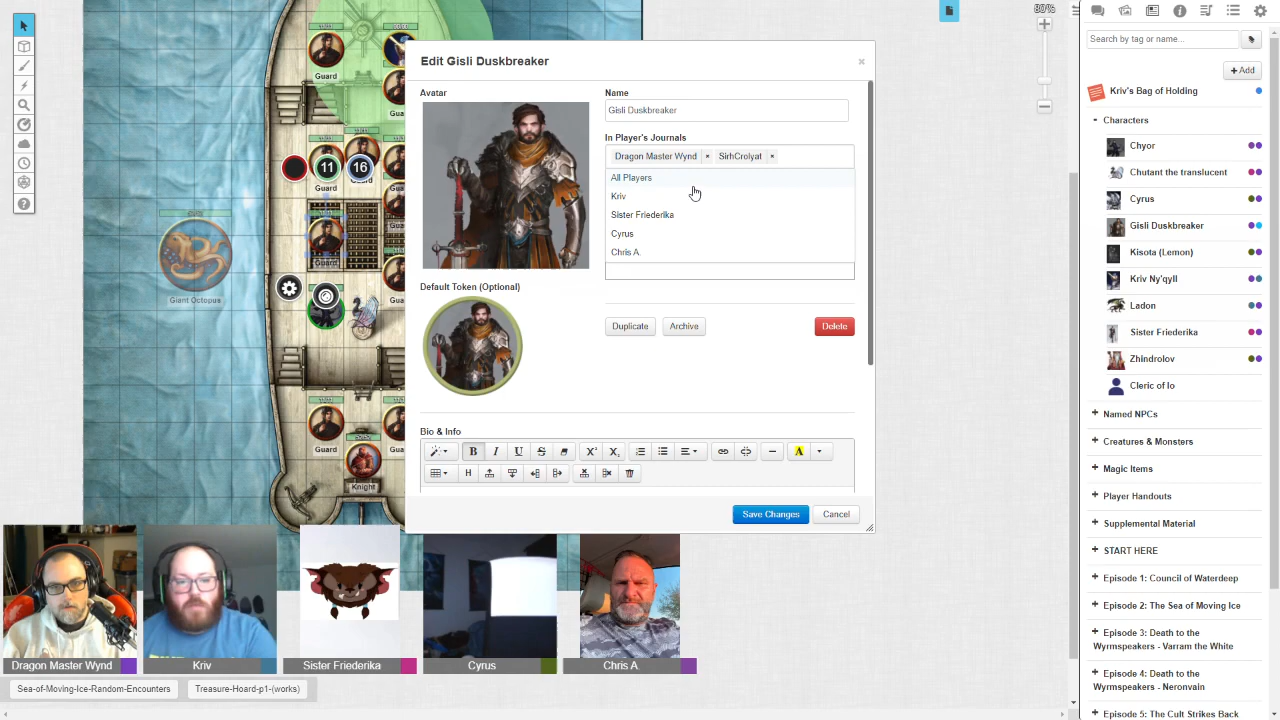 80%
Search by tag or name...
+ Add
Kriv's Bag of Holding
Characters
Chyor
Chutant the translucent
Cyrus
Gisli Duskbreaker
Kisota (Lemon)
Kriv Ny'qyll
Ladon
Sister Friederika
Zhindrolov
Cleric of Io
Named NPCs
Creatures & Monsters
Magic Items
Player Handouts
Supplemental Material
START HERE
Episode 1: Council of Waterdeep
Episode 2: The Sea of Moving Ice
Episode 3: Death to the
Wyrmspeakers - Varram the White
Episode 4: Death to the
Wyrmspeakers - Neronvain
Episode 5: The Cult Strikes Back
Edit Gisli Duskbreaker
×
Avatar
Name
Gisli Duskbreaker
In Player's Journals
Dragon Master Wynd ×
SirhCrolyat ×
All Players
Kriv
Sister Friederika
Cyrus
Chris A.
Default Token (Optional)
Duplicate
Archive
Delete
Bio & Info
B I U S X² X₂ A
H
Save Changes
Cancel
Guard
Gua
11
16
Guard
Guard
Gua
Guard
Gua
Giant Octopus
Guard
Gua
Knight
Dragon Master Wynd
Kriv
Sister Friederika
Cyrus
Chris A.
Sea-of-Moving-Ice-Random-Encounters
Treasure-Hoard-p1-(works)